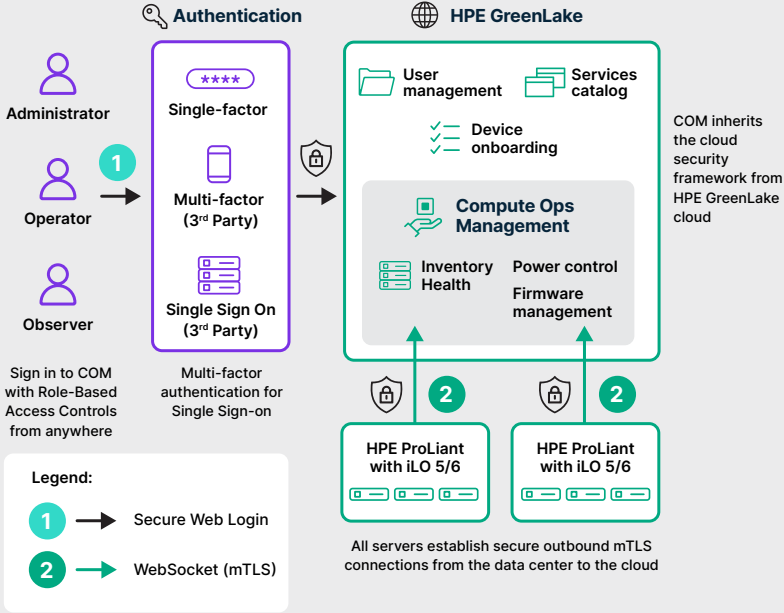 Authentication
HPE GreenLake
Administrator
Operator
Observer
1
Sign in to COM
with Role-Based
Access Controls
from anywhere
****
Single-factor
Multi-factor
(3rd Party)
Single Sign On
(3rd Party)
Multi-factor
authentication for
Single Sign-on
User
management
Services
catalog
Device
onboarding
Compute Ops
Management
Inventory
Health
Power control
Firmware
management
COM inherits
the cloud
security
framework from
HPE GreenLake
cloud
2
2
HPE ProLiant
with iLO 5/6
HPE ProLiant
with iLO 5/6
All servers establish secure outbound mTLS
connections from the data center to the cloud
Legend:
1 Secure Web Login
2 WebSocket (mTLS)